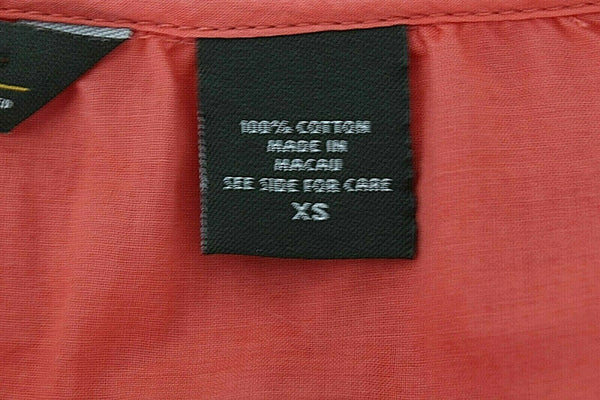 100% COTTON
MADE IN
MACAU
SEE SIDE FOR CARE
XS